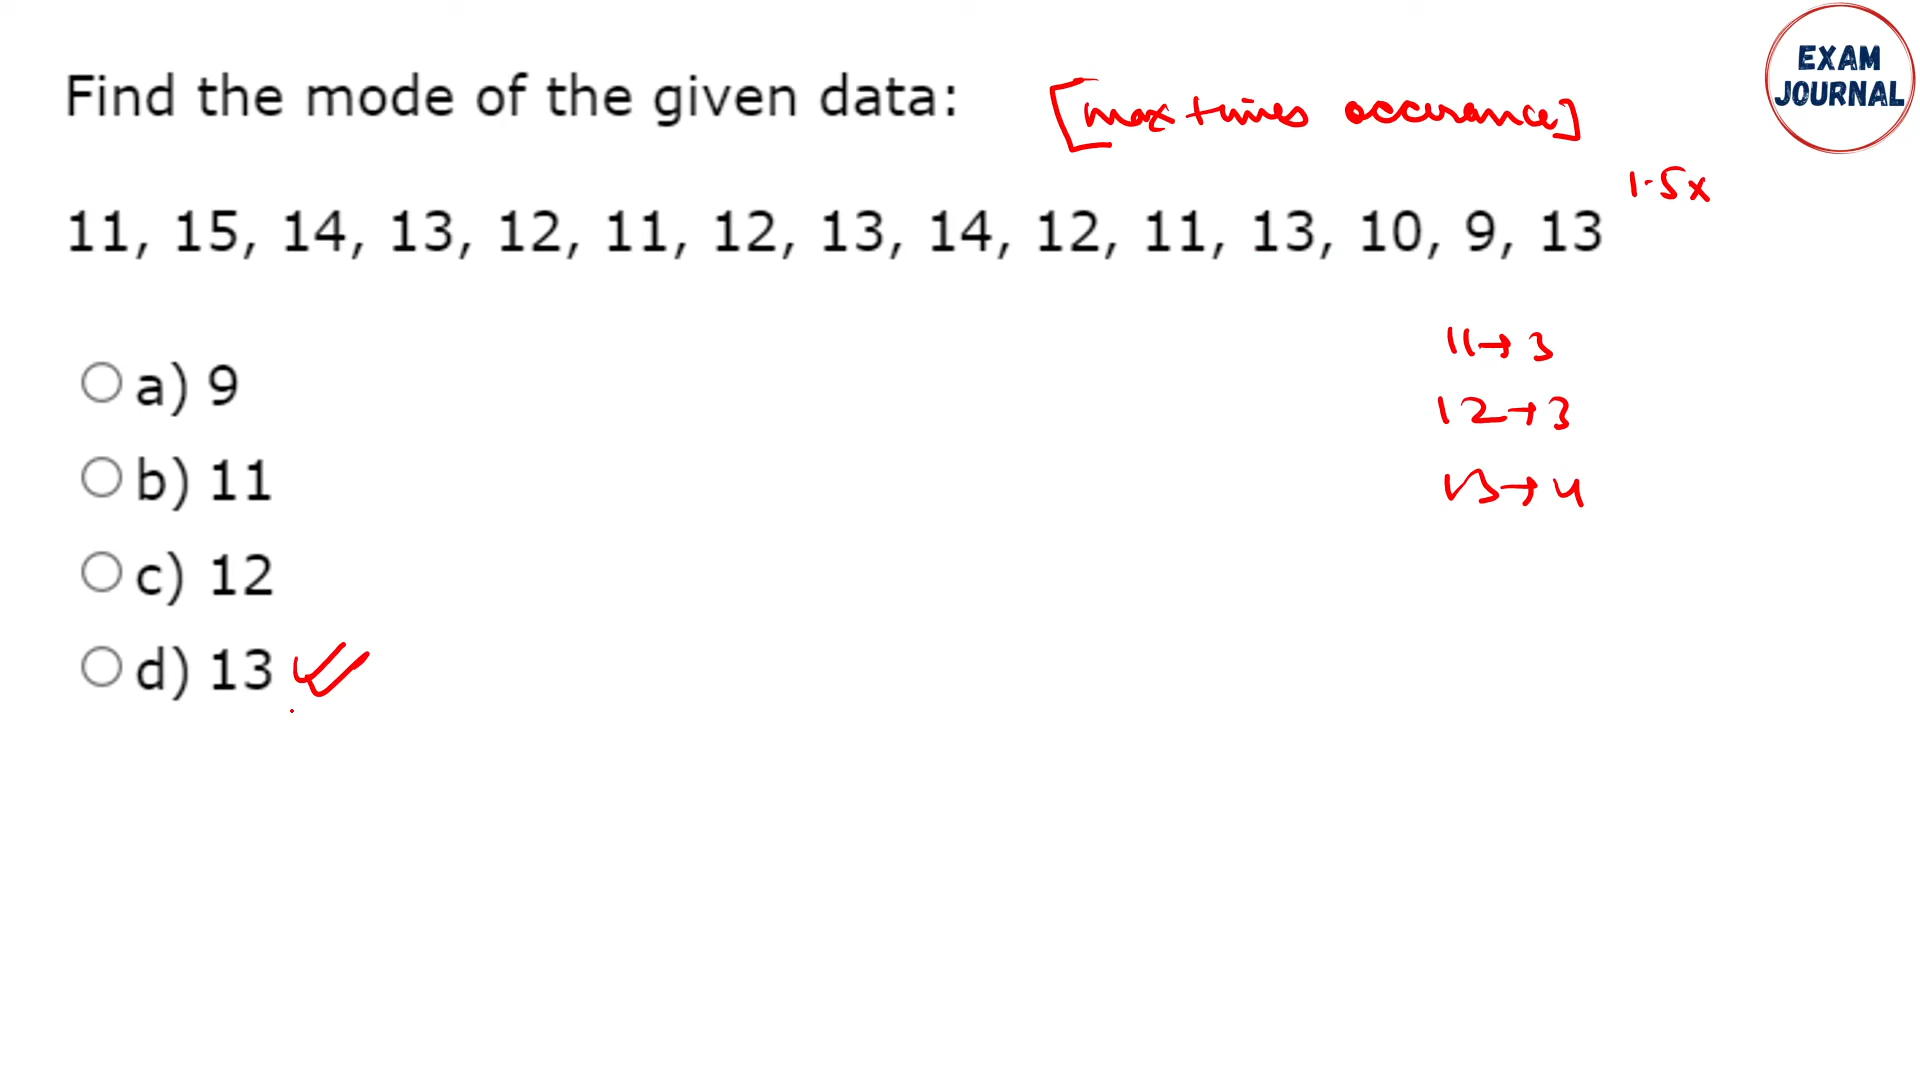 EXAM
JOURNAL
Find the mode of the given data: [max times occurance]
1.5x
11, 15, 14, 13, 12, 11, 12, 13, 14, 12, 11, 13, 10, 9, 13
11→3
12→3
13→4
a) 9
b) 11
c) 12
d) 13